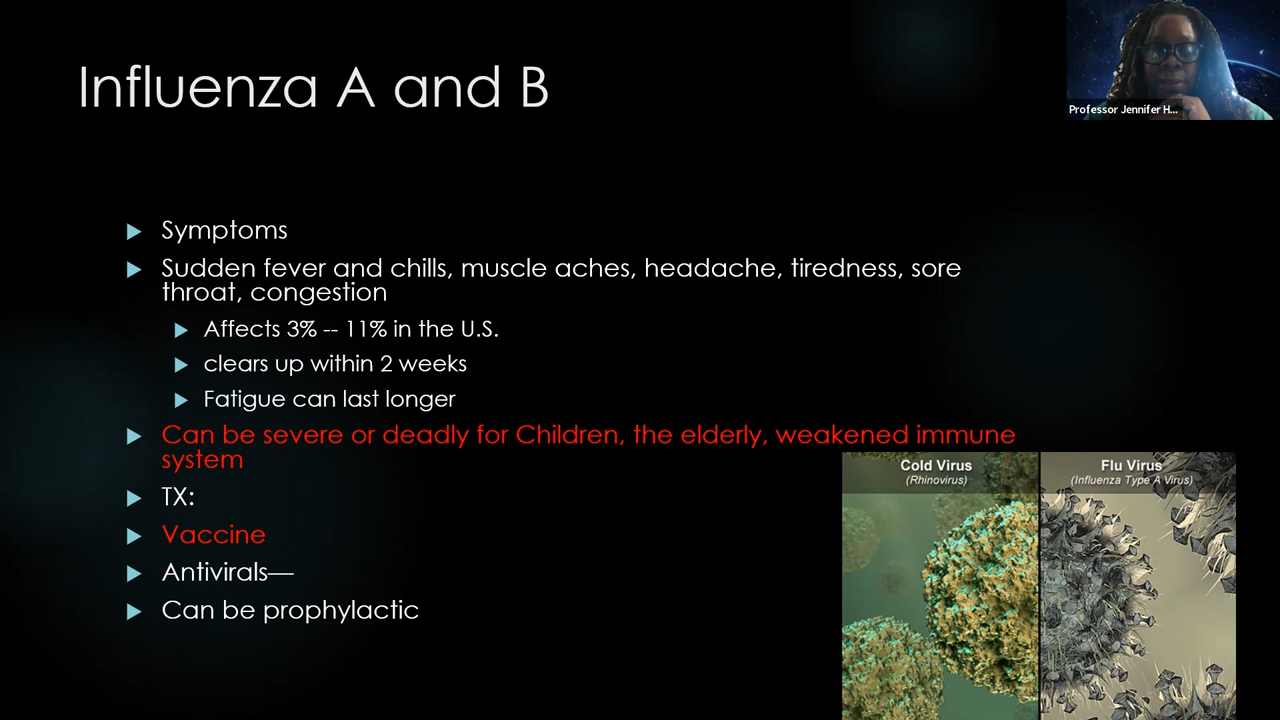 Influenza A and B
Professor Jennifer H...
Symptoms
Sudden fever and chills, muscle aches, headache, tiredness, sore
throat, congestion
Affects 3% -- 11% in the U.S.
clears up within 2 weeks
Fatigue can last longer
Can be severe or deadly for Children, the elderly, weakened immune
system
TX:
Vaccine
Antivirals—
Can be prophylactic
Cold Virus
(Rhinovirus)
Flu Virus
(Influenza Type A Virus)